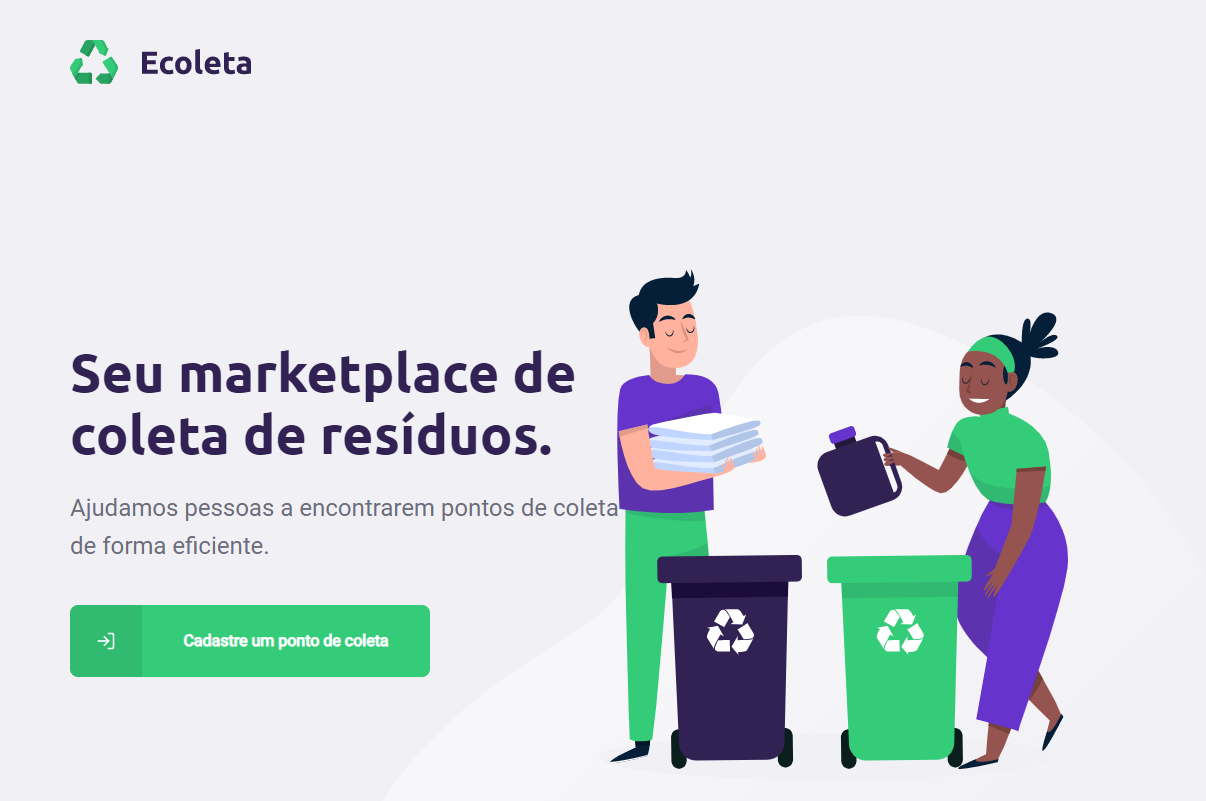 Ecoleta
Seu marketplace de
coleta de resíduos.
Ajudamos pessoas a encontrarem pontos de coleta
de forma eficiente.
Cadastre um ponto de coleta